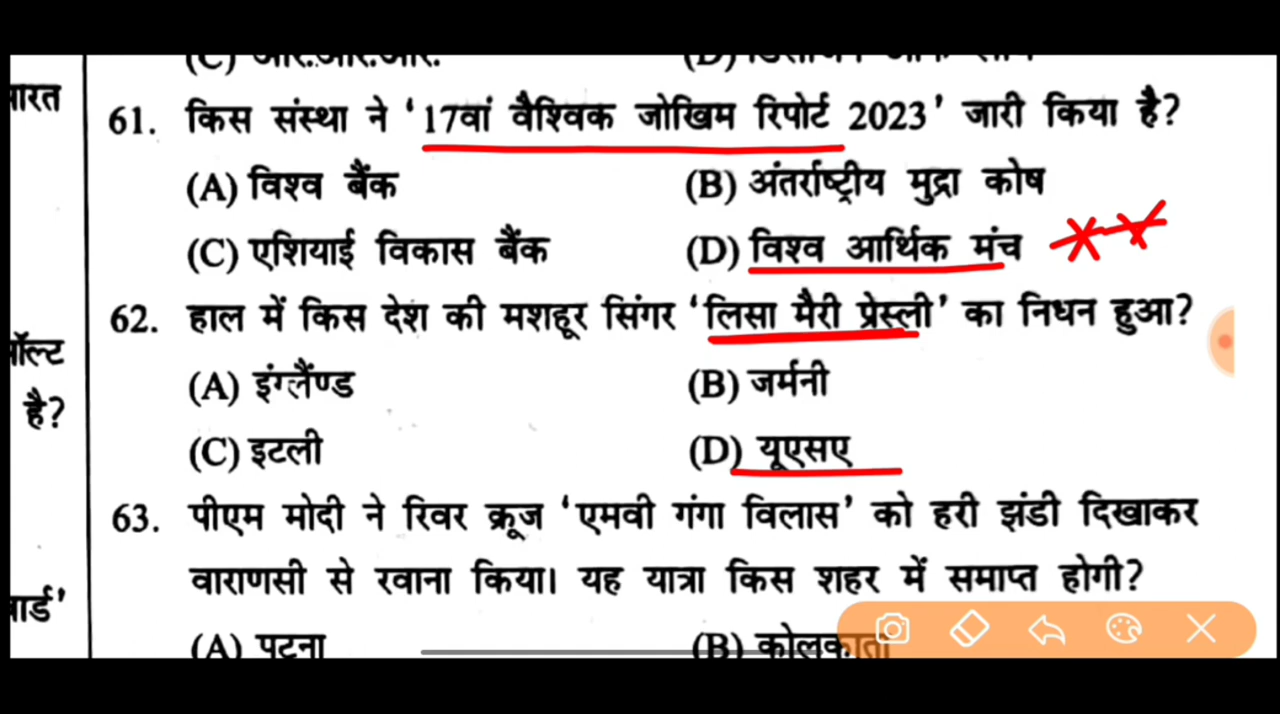 61. किस संस्था ने ‘17वां वैश्विक जोखिम रिपोर्ट 2023’ जारी किया है?
(A) विश्व बैंक (B) अंतर्राष्ट्रीय मुद्रा कोष
(C) एशियाई विकास बैंक (D) विश्व आर्थिक मंच
62. हाल में किस देश की मशहूर सिंगर ‘लिसा मैरी प्रेस्ली’ का निधन हुआ?
(A) इंग्लैंण्ड (B) जर्मनी
है?
(C) इटली (D) यूएसए
63. पीएम मोदी ने रिवर क्रूज ‘एमवी गंगा विलास’ को हरी झंडी दिखाकर
वाराणसी से रवाना किया। यह यात्रा किस शहर में समाप्त होगी?
(A) पटना (B) कोलकाता